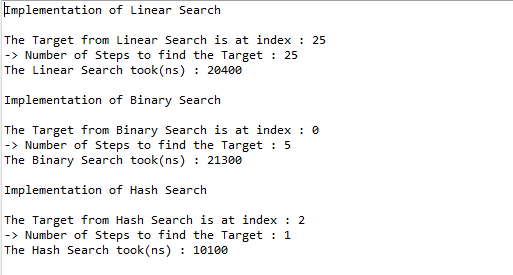 Implementation of Linear Search
The Target from Linear Search is at index : 25
-> Number of Steps to find the Target : 25
The Linear Search took(ns) : 20400
Implementation of Binary Search
The Target from Binary Search is at index : 0
-> Number of Steps to find the Target : 5
The Binary Search took(ns) : 21300
Implementation of Hash Search
The Target from Hash Search is at index : 2
-> Number of Steps to find the Target : 1
The Hash Search took(ns) : 10100